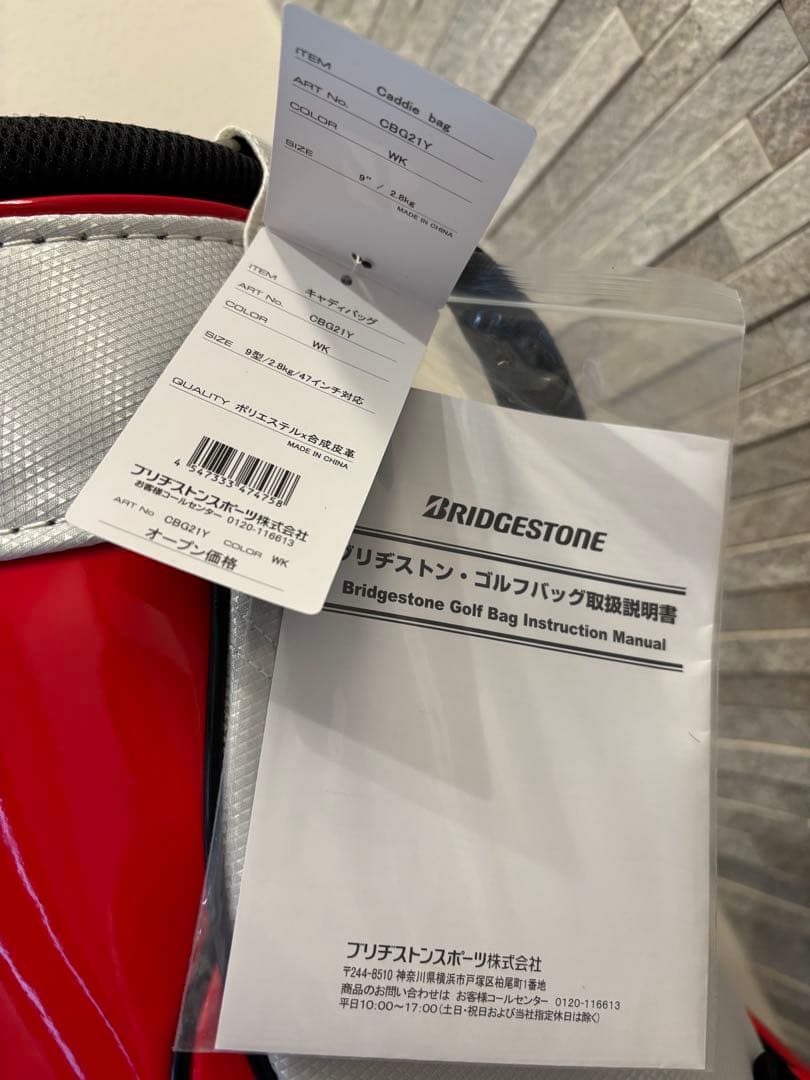 ITEM Caddie bag
ART No. CBG21Y
COLOR WK
SIZE 9" / 2.8kg
MADE IN CHINA
ITEM キャディバッグ
ART No. CBG21Y
COLOR WK
SIZE 9型/2.8kg/47インチ対応
QUALITY ポリエステルx合成皮革
MADE IN CHINA
4 547333 474758
ブリヂストンスポーツ株式会社
お客様コールセンター 0120-116613
ART No CBG21Y COLOR WK
オープン価格
BRIDGESTONE
ブリヂストン・ゴルフバッグ取扱説明書
Bridgestone Golf Bag Instruction Manual
ブリヂストンスポーツ株式会社
〒244-8510 神奈川県横浜市戸塚区柏尾町1番地
商品のお問い合わせは お客様コールセンター 0120-116613
平日10:00〜17:00(土日・祝日および当社指定休日は除く)